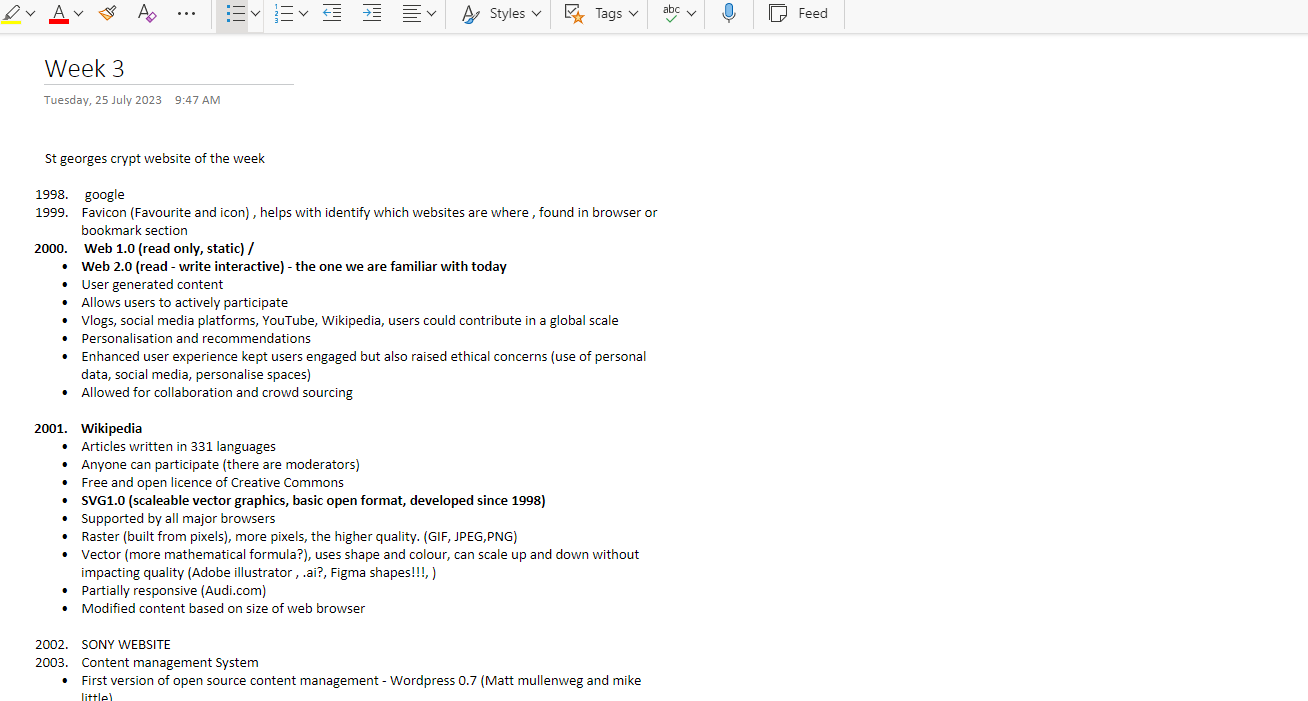 Styles
Tags
abc
Feed
Week 3
Tuesday, 25 July 2023 9:47 AM
St georges crypt website of the week
1998. google
1999. Favicon (Favourite and icon) , helps with identify which websites are where , found in browser or
bookmark section
2000. Web 1.0 (read only, static) /
• Web 2.0 (read - write interactive) - the one we are familiar with today
• User generated content
• Allows users to actively participate
• Vlogs, social media platforms, YouTube, Wikipedia, users could contribute in a global scale
• Personalisation and recommendations
• Enhanced user experience kept users engaged but also raised ethical concerns (use of personal
data, social media, personalise spaces)
• Allowed for collaboration and crowd sourcing
2001. Wikipedia
• Articles written in 331 languages
• Anyone can participate (there are moderators)
• Free and open licence of Creative Commons
• SVG1.0 (scaleable vector graphics, basic open format, developed since 1998)
• Supported by all major browsers
• Raster (built from pixels), more pixels, the higher quality. (GIF, JPEG,PNG)
• Vector (more mathematical formula?), uses shape and colour, can scale up and down without
impacting quality (Adobe illustrator , .ai?, Figma shapes!!!, )
• Partially responsive (Audi.com)
• Modified content based on size of web browser
2002. SONY WEBSITE
2003. Content management System
• First version of open source content management - Wordpress 0.7 (Matt mullenweg and mike
little)